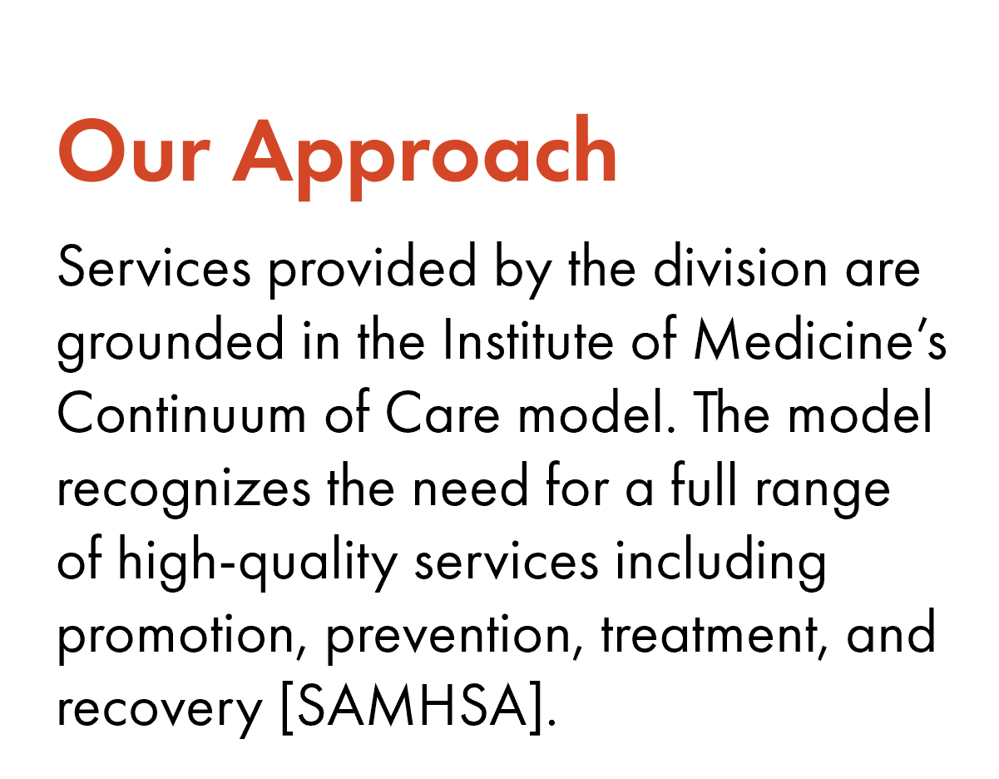 Our Approach
Services provided by the division are
grounded in the Institute of Medicine’s
Continuum of Care model. The model
recognizes the need for a full range
of high-quality services including
promotion, prevention, treatment, and
recovery [SAMHSA].